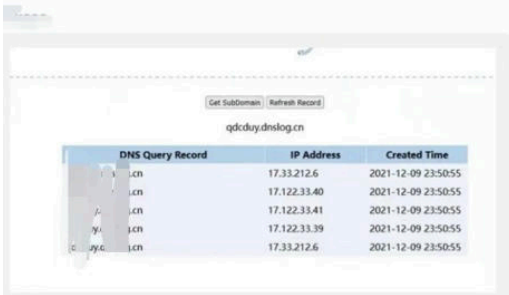 Get SubDomain Refresh Record
qdcduy.dnslog.cn
DNS Query Record IP Address Created Time
.cn 17.33.212.6 2021-12-09 23:50:55
.cn 17.122.33.40 2021-12-09 23:50:55
.cn 17.122.33.41 2021-12-09 23:50:55
.cn 17.122.33.39 2021-12-09 23:50:55
.cn 17.33.212.6 2021-12-09 23:50:55